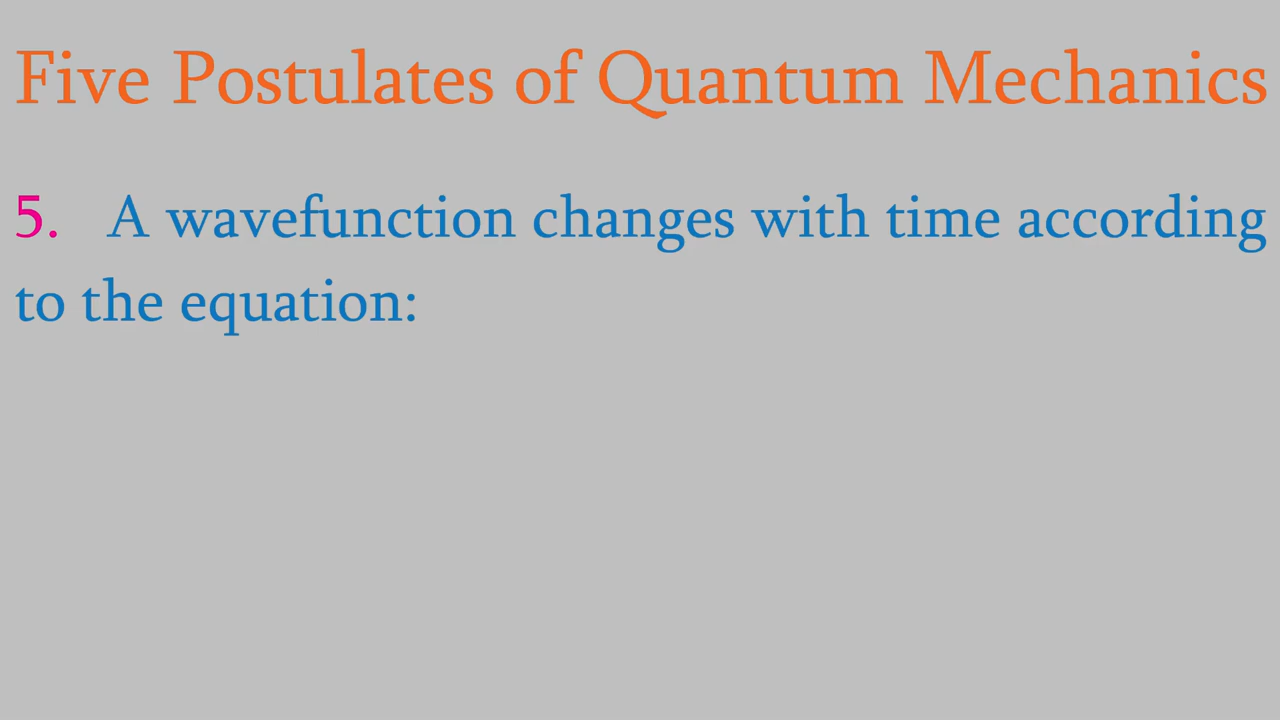 Five Postulates of Quantum Mechanics
5. A wavefunction changes with time according
to the equation: